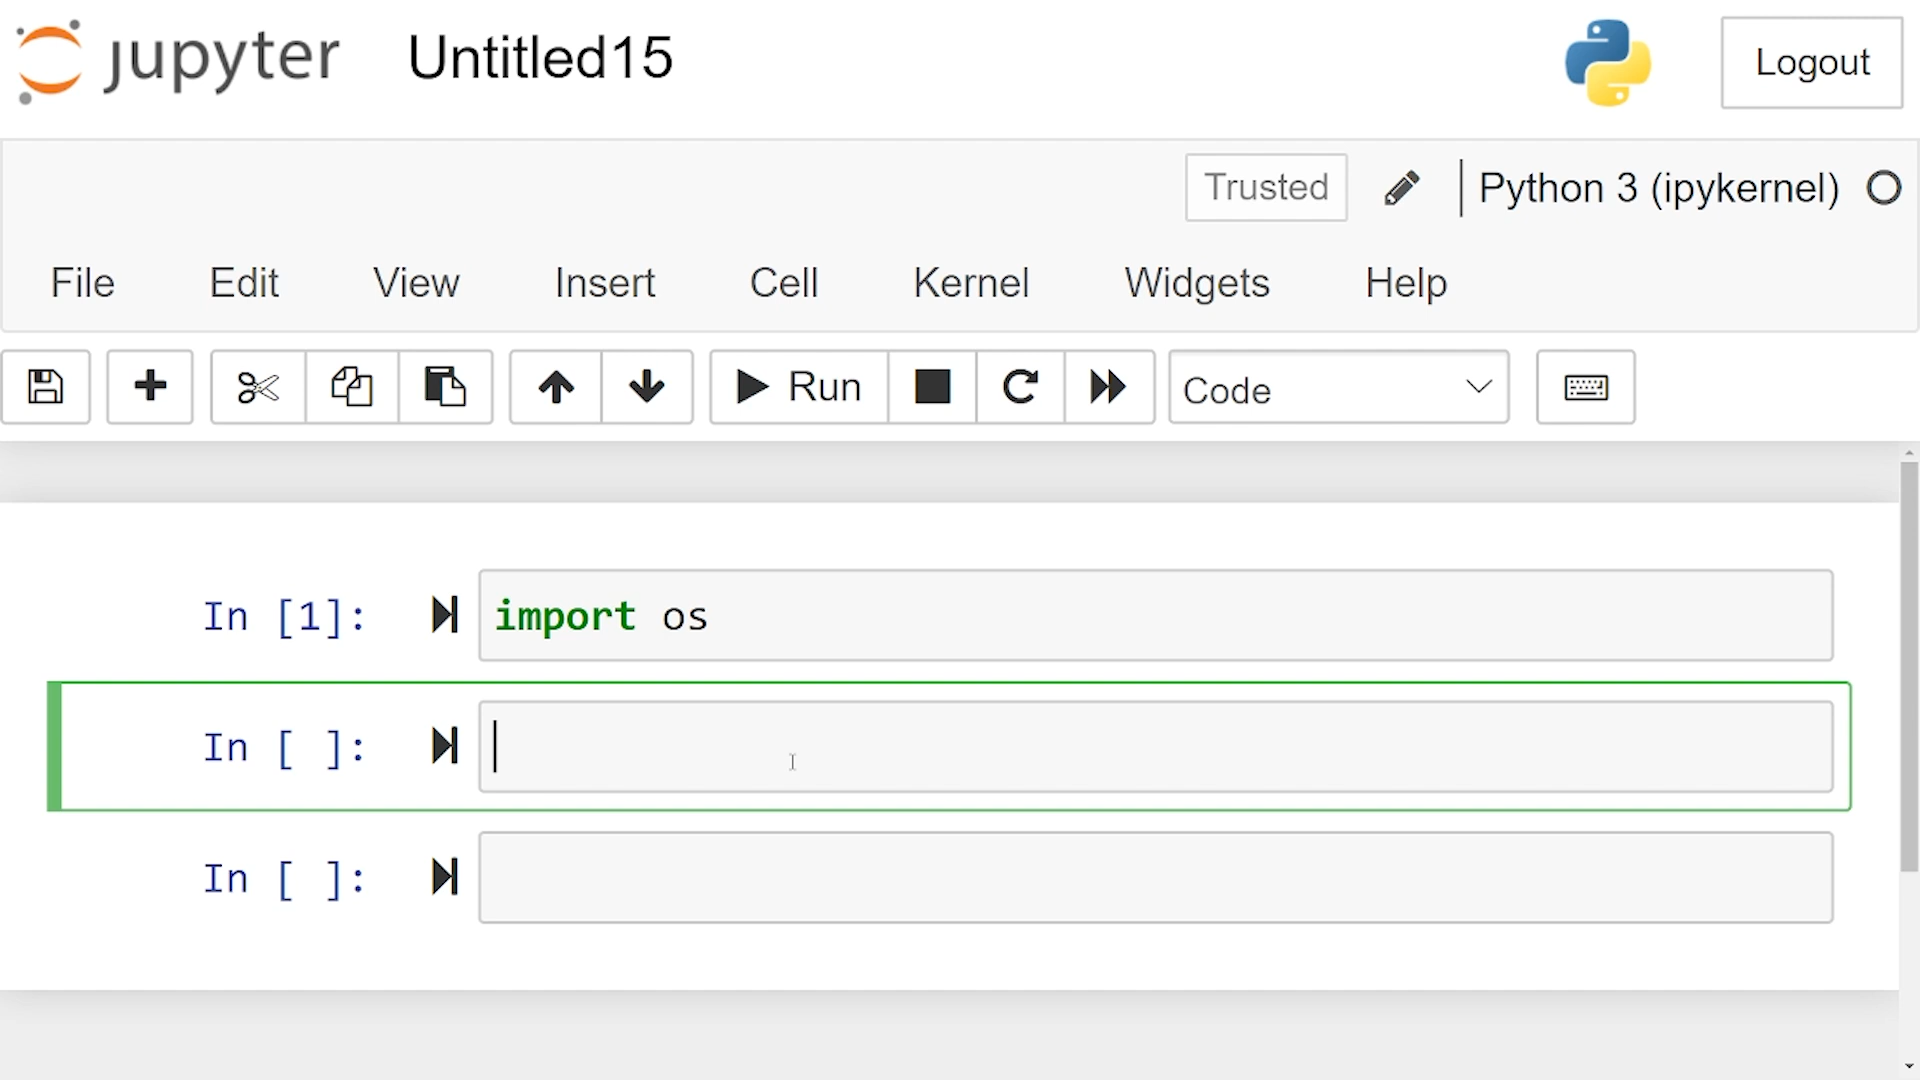 jupyter Untitled15 Logout
Trusted Python 3 (ipykernel)
File Edit View Insert Cell Kernel Widgets Help
Run Code
In [1]: import os
In [ ]:
In [ ]: